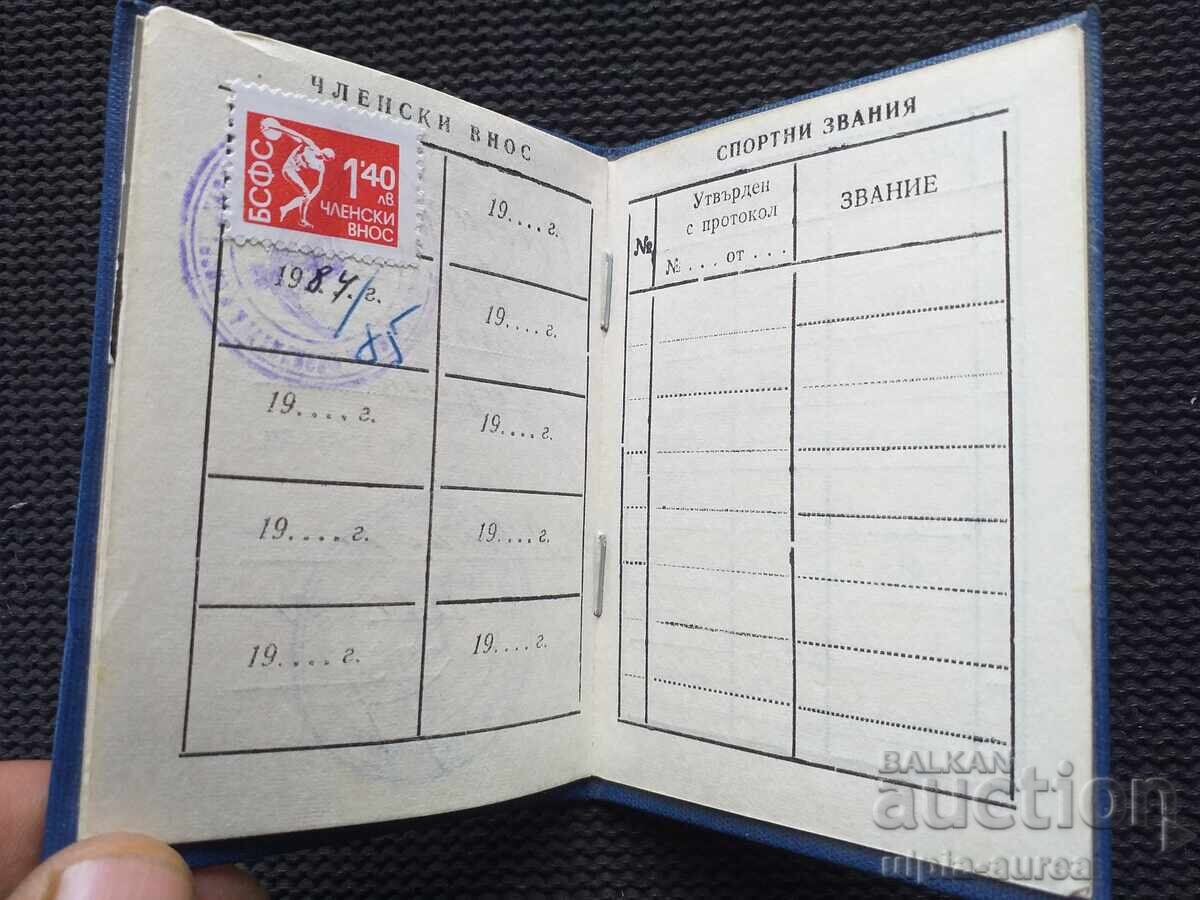 ЧЛЕНСКИ ВНОС
БСФС
1·40
лв.
ЧЛЕНСКИ
ВНОС
1984. г.
/85
19.... г.
19.... г.
19.... г.
19.... г.
19.... г.
19.... г.
19.... г.
19.... г.
СПОРТНИ ЗВАНИЯ
№
Утвърден
с протокол
№ ... от ...
ЗВАНИЕ
BALKAN
auction
ulpia-aurea